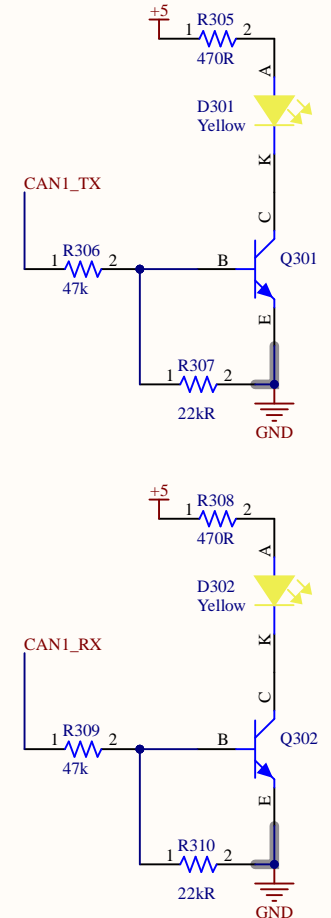 +5
R305
1 2
470R
A
D301
Yellow
K
CAN1_TX
C
R306
1 2
47k
B
Q301
E
R307
1 2
22kR
GND
+5
R308
1 2
470R
A
D302
Yellow
K
CAN1_RX
C
R309
1 2
47k
B
Q302
E
R310
1 2
22kR
GND